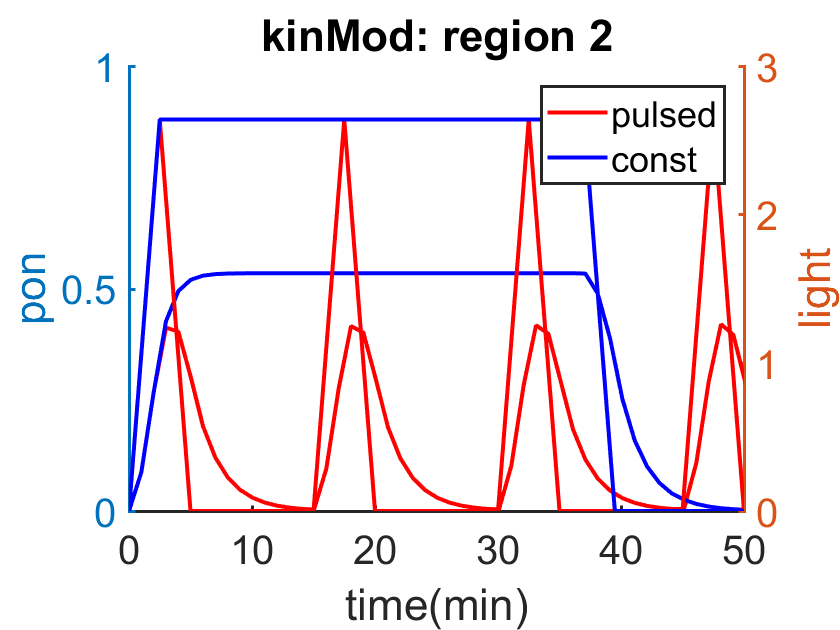 kinMod: region 2
1
0.5
0
pon
3
2
1
0
light
pulsed
const
0 10 20 30 40 50
time(min)